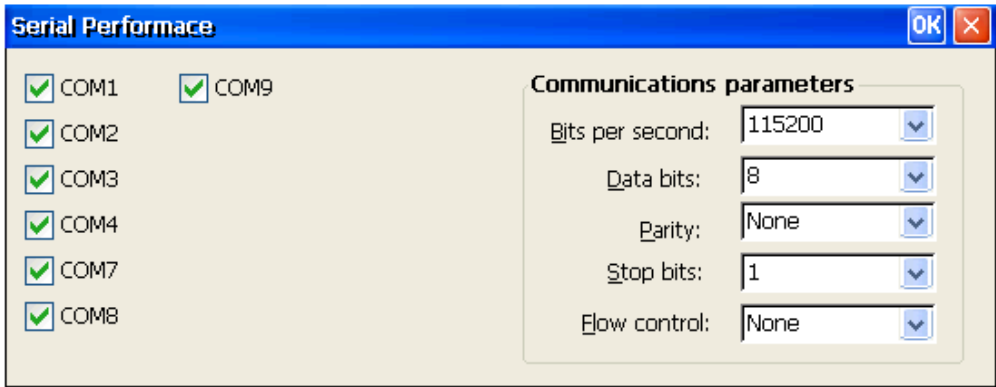 Serial Performace OK
COM1 COM9
COM2
COM3
COM4
COM7
COM8
Communications parameters
Bits per second: 115200
Data bits: 8
Parity: None
Stop bits: 1
Flow control: None